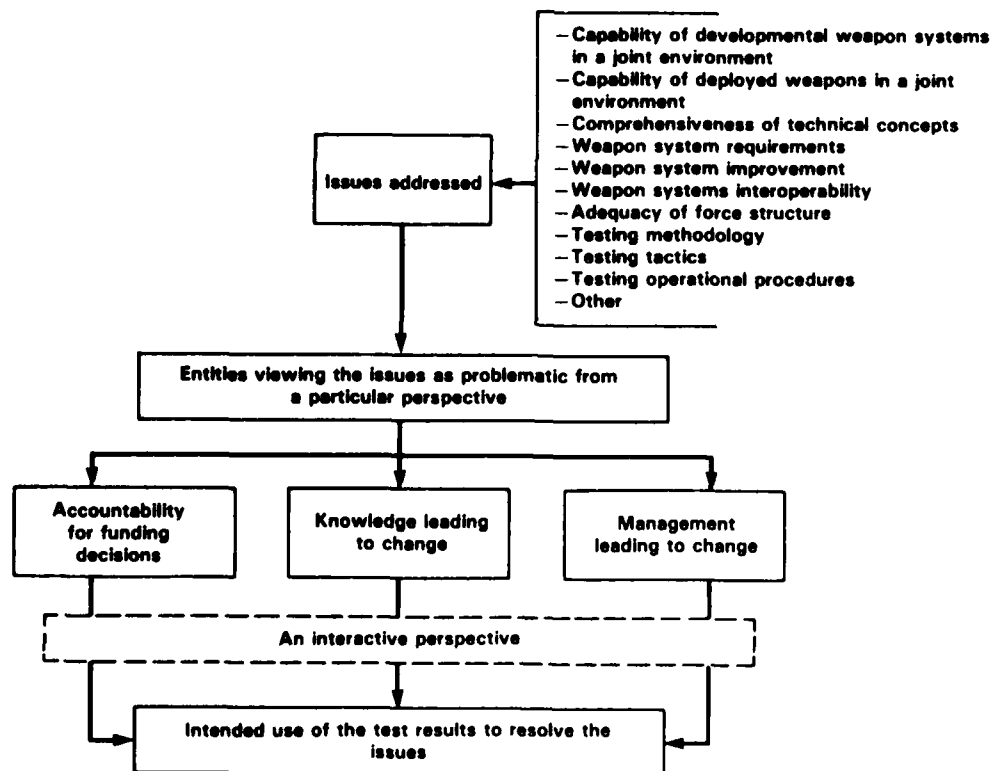 – Capability of developmental weapon systems
in a joint environment
– Capability of deployed weapons in a joint
environment
– Comprehensiveness of technical concepts
– Weapon system requirements
– Weapon system improvement
– Weapon systems interoperability
– Adequacy of force structure
– Testing methodology
– Testing tactics
– Testing operational procedures
– Other
Issues addressed
Entities viewing the issues as problematic from
a particular perspective
Accountability
for funding
decisions
Knowledge leading
to change
Management
leading to change
An interactive perspective
Intended use of the test results to resolve the
issues